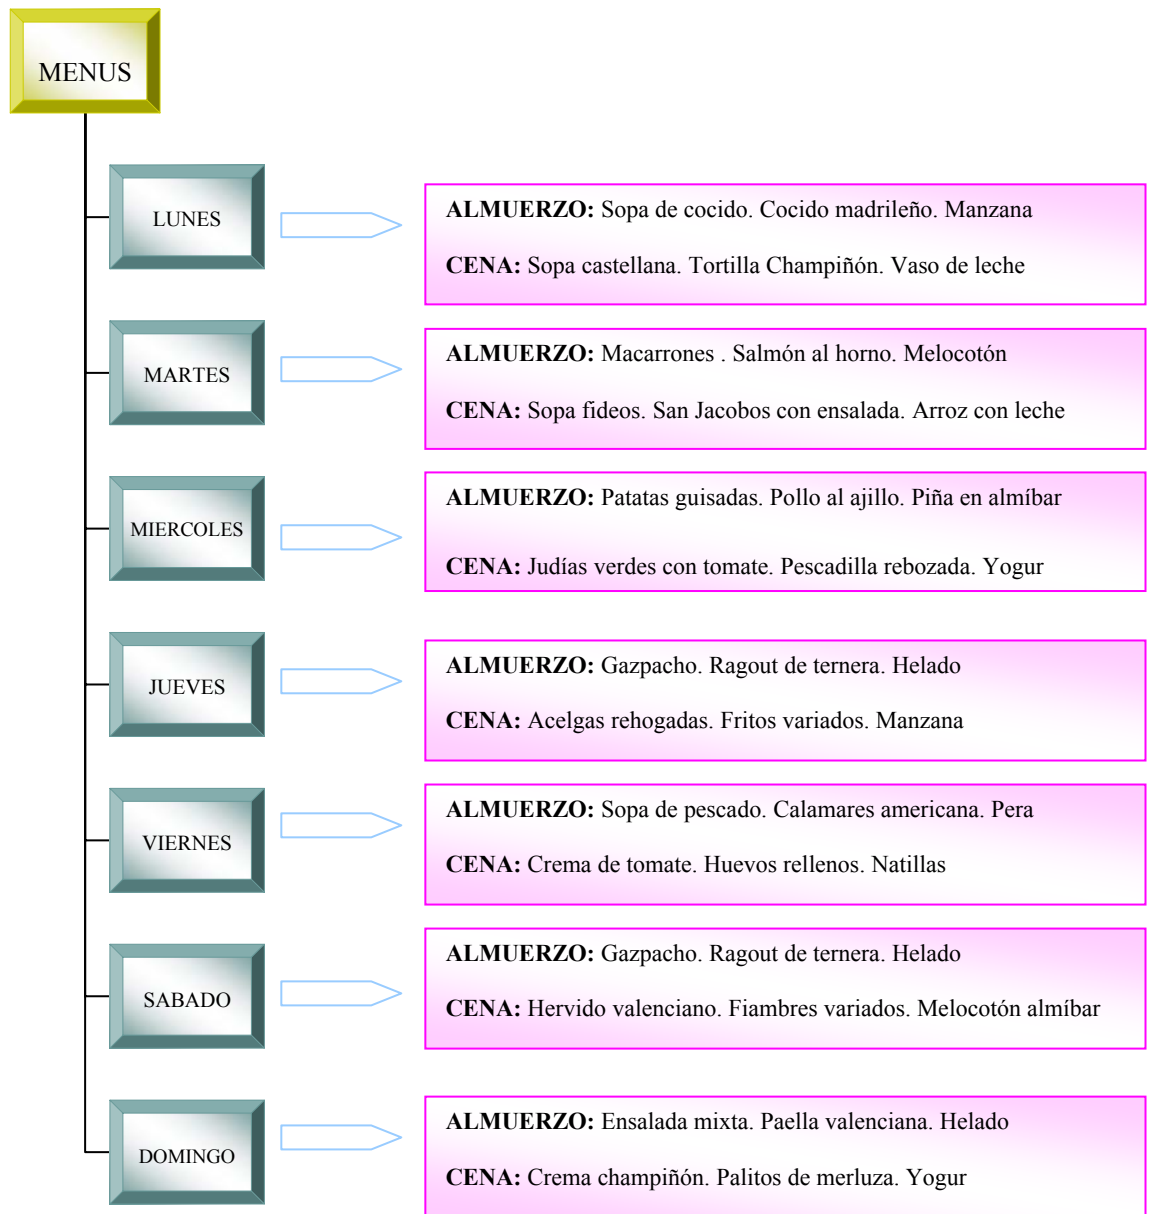 MENUS
LUNES
ALMUERZO: Sopa de cocido. Cocido madrileño. Manzana
CENA: Sopa castellana. Tortilla Champiñón. Vaso de leche
MARTES
ALMUERZO: Macarrones . Salmón al horno. Melocotón
CENA: Sopa fideos. San Jacobos con ensalada. Arroz con leche
MIERCOLES
ALMUERZO: Patatas guisadas. Pollo al ajillo. Piña en almíbar
CENA: Judías verdes con tomate. Pescadilla rebozada. Yogur
JUEVES
ALMUERZO: Gazpacho. Ragout de ternera. Helado
CENA: Acelgas rehogadas. Fritos variados. Manzana
VIERNES
ALMUERZO: Sopa de pescado. Calamares americana. Pera
CENA: Crema de tomate. Huevos rellenos. Natillas
SABADO
ALMUERZO: Gazpacho. Ragout de ternera. Helado
CENA: Hervido valenciano. Fiambres variados. Melocotón almíbar
DOMINGO
ALMUERZO: Ensalada mixta. Paella valenciana. Helado
CENA: Crema champiñón. Palitos de merluza. Yogur